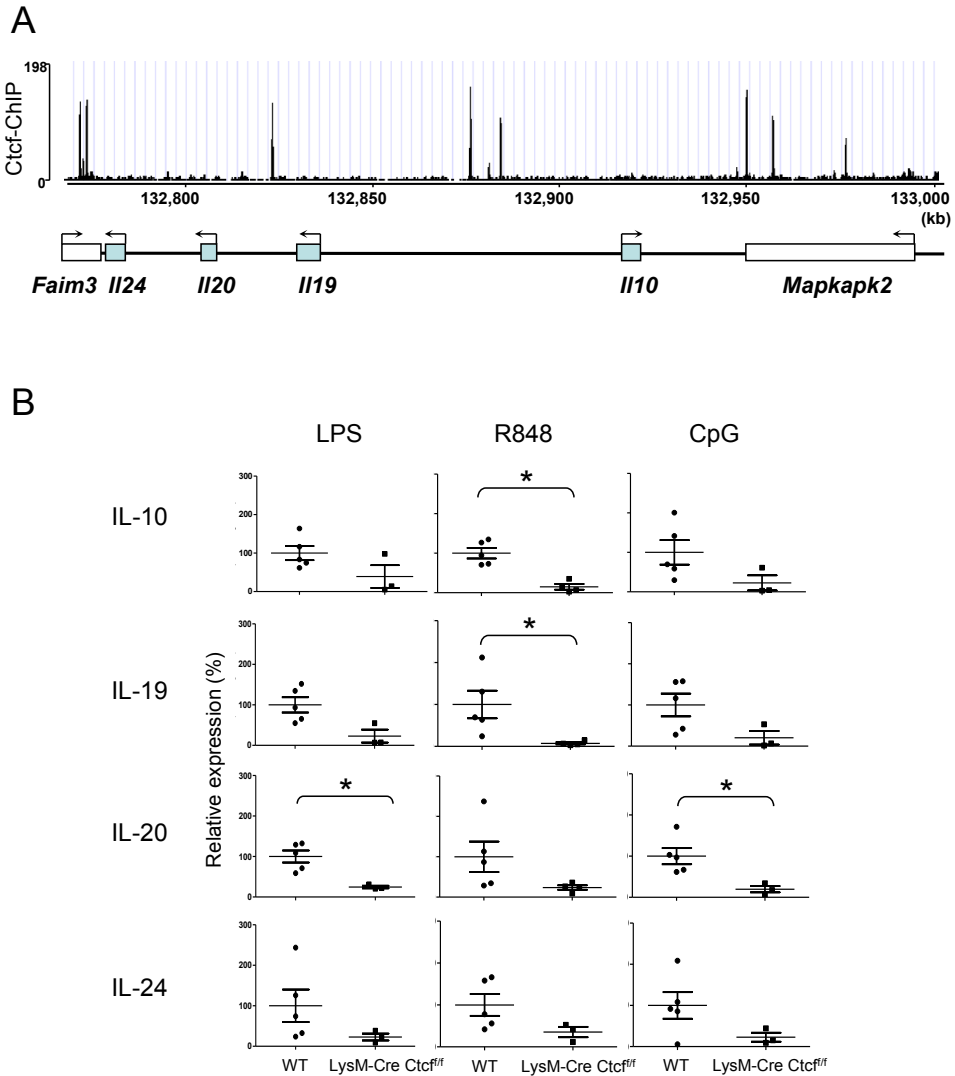 A
198
Ctcf-ChIP
0
132,800 132,850 132,900 132,950 133,000
(kb)
Faim3 Il24 Il20 Il19 Il10 Mapkapk2
B
LPS R848 CpG
IL-10
300
200
100
0
*
IL-19
300
200
100
0
*
Relative expression (%)
IL-20
300
200
100
0
* *
IL-24
300
200
100
0
WT LysM-Cre Ctcff/f WT LysM-Cre Ctcff/f WT LysM-Cre Ctcff/f